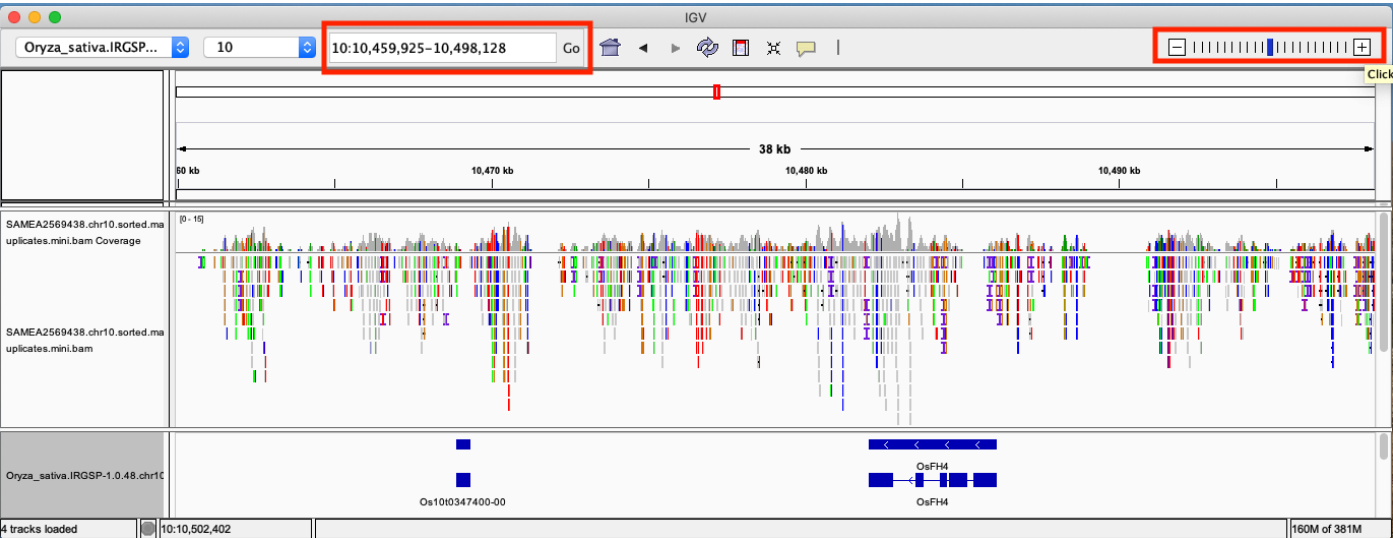 IGV
Oryza_sativa.IRGSP... 10 10:10,459,925-10,498,128 Go
Click
38 kb
60 kb 10,470 kb 10,480 kb 10,490 kb
[0 - 15]
SAMEA2569438.chr10.sorted.ma
uplicates.mini.bam Coverage
SAMEA2569438.chr10.sorted.ma
uplicates.mini.bam
Oryza_sativa.IRGSP-1.0.48.chr10
OsFH4
Os10t0347400-00 OsFH4
4 tracks loaded 10:10,502,402 160M of 381M